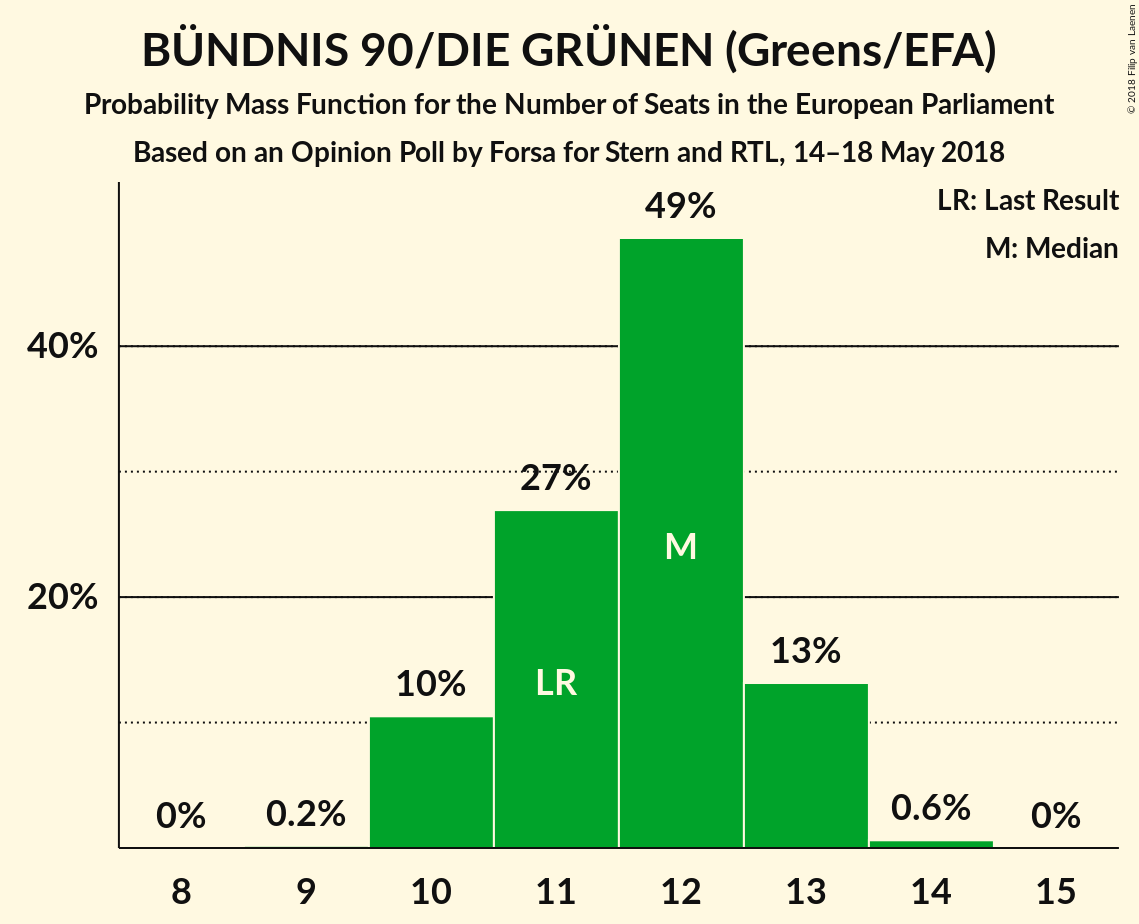 BÜNDNIS 90/DIE GRÜNEN (Greens/EFA)
Probability Mass Function for the Number of Seats in the European Parliament
Based on an Opinion Poll by Forsa for Stern and RTL, 14–18 May 2018
© 2018 Filip van Laenen
LR: Last Result
M: Median
49%
40%
27%
M
20%
13%
10%
LR
0%
0.2%
0.6%
0%
8 9 10 11 12 13 14 15